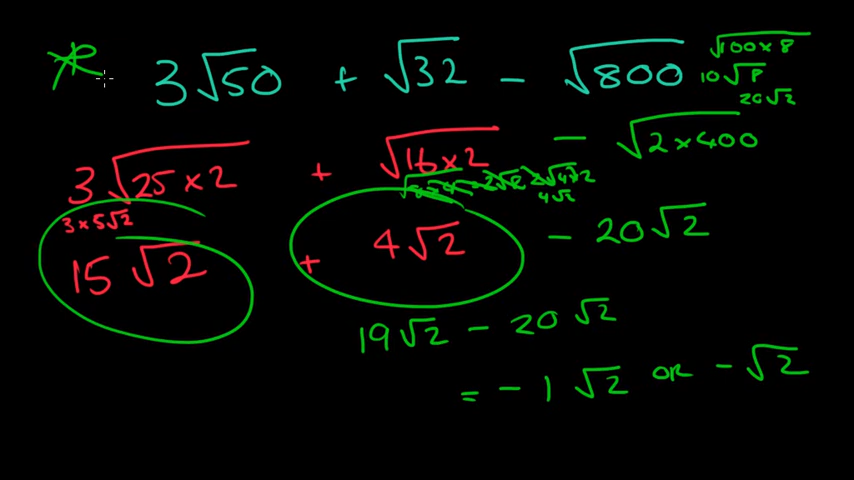 3√50 + √32 - √800
√100×8
10√8
20√2
3√25×2 + √16×2 - √2×400
4√2
3×5√2
15√2 + 4√2 - 20√2
19√2 - 20√2
= -1√2 or -√2